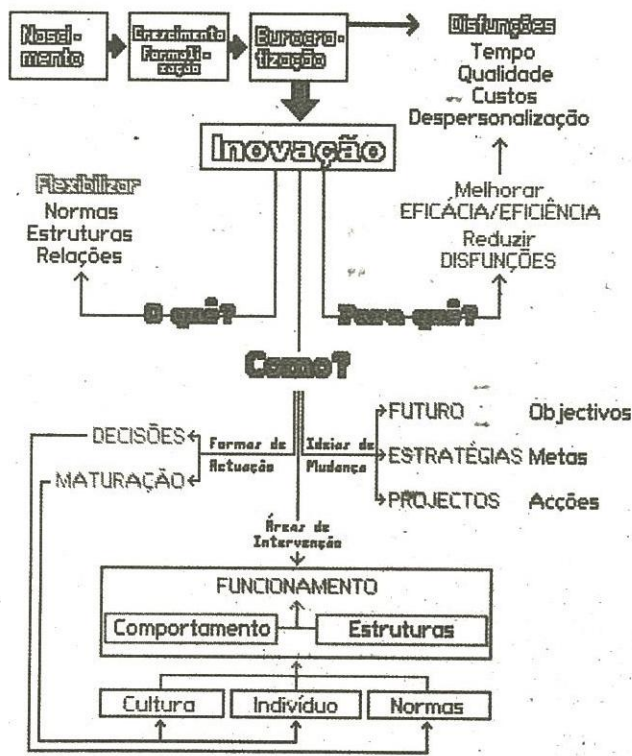 Nasci-
mento
Crescimento
Formali-
zação
Burocra-
tização
Disfunções
Tempo
Qualidade
Custos
Despersonalização
Inovação
Flexibilizar
Normas
Estruturas
Relações
Melhorar
EFICÁCIA/EFICIÊNCIA
Reduzir
DISFUNÇÕES
O quê?
Para quê?
Como?
DECISÕES
MATURAÇÃO
Formas de
Actuação
Ideias de
Mudança
FUTURO Objectivos
ESTRATÉGIAS Metas
PROJECTOS Acções
Áreas de
Intervenção
FUNCIONAMENTO
Comportamento
Estruturas
Cultura
Indivíduo
Normas